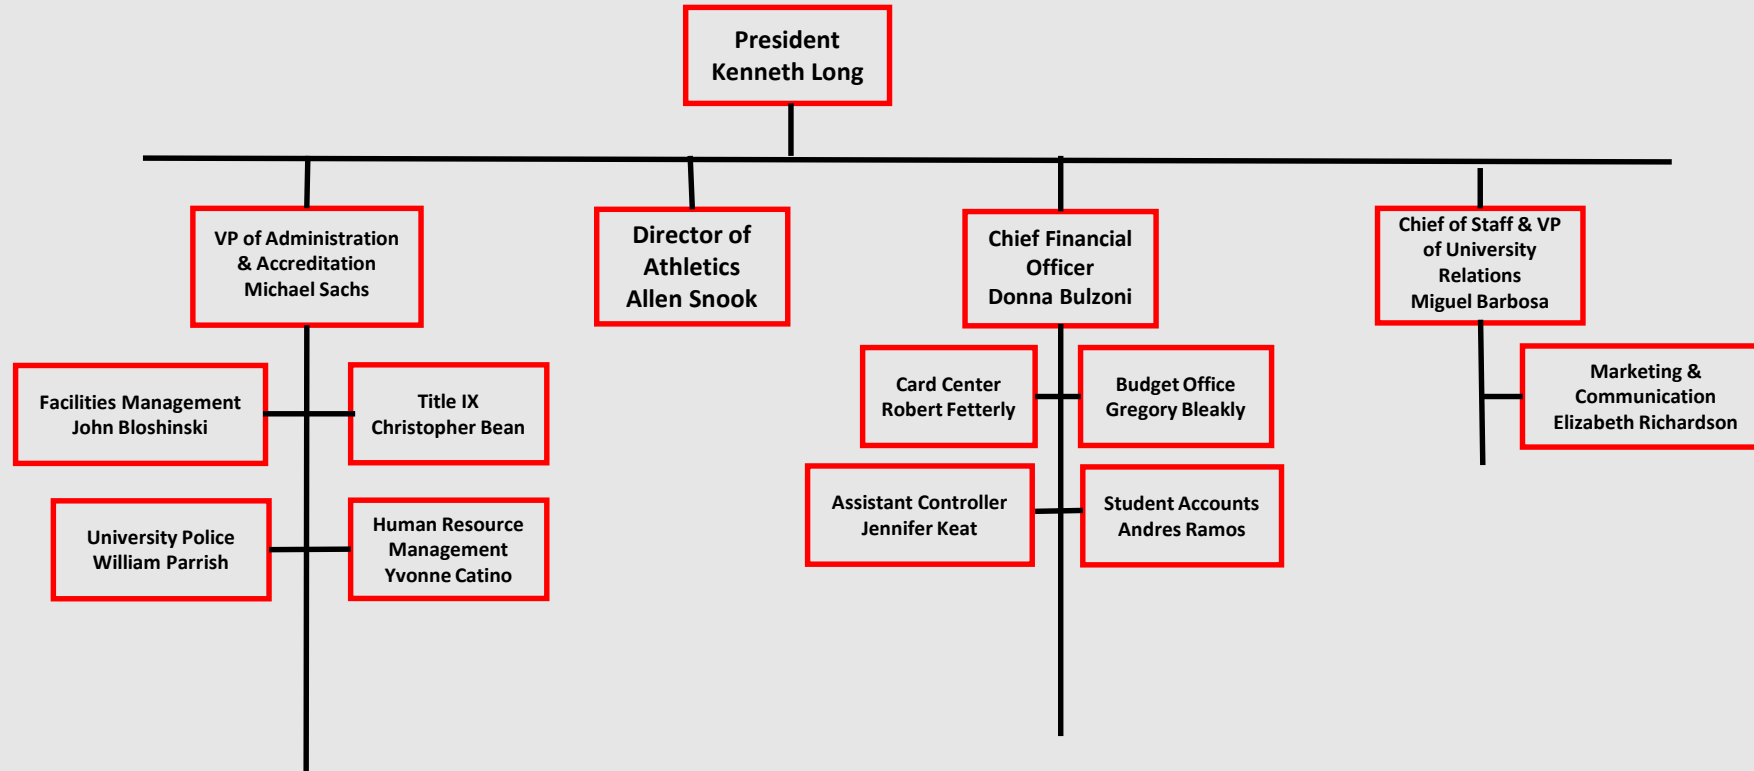 President
Kenneth Long
VP of Administration
& Accreditation
Michael Sachs
Director of
Athletics
Allen Snook
Chief Financial
Officer
Donna Bulzoni
Chief of Staff & VP
of University
Relations
Miguel Barbosa
Facilities Management
John Bloshinski
Title IX
Christopher Bean
Card Center
Robert Fetterly
Budget Office
Gregory Bleakly
Marketing &
Communication
Elizabeth Richardson
University Police
William Parrish
Human Resource
Management
Yvonne Catino
Assistant Controller
Jennifer Keat
Student Accounts
Andres Ramos